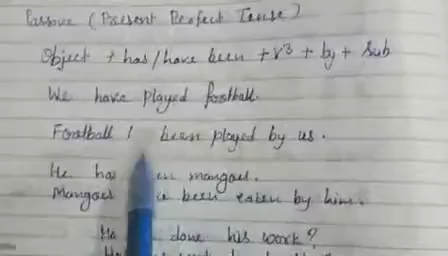 Passive (Present Perfect Tense)
Object + has/have been + V3 + by + Sub
We have played football.
Football been played by us.
He has mangoes.
Mangoes been eaten by him.
done his work?